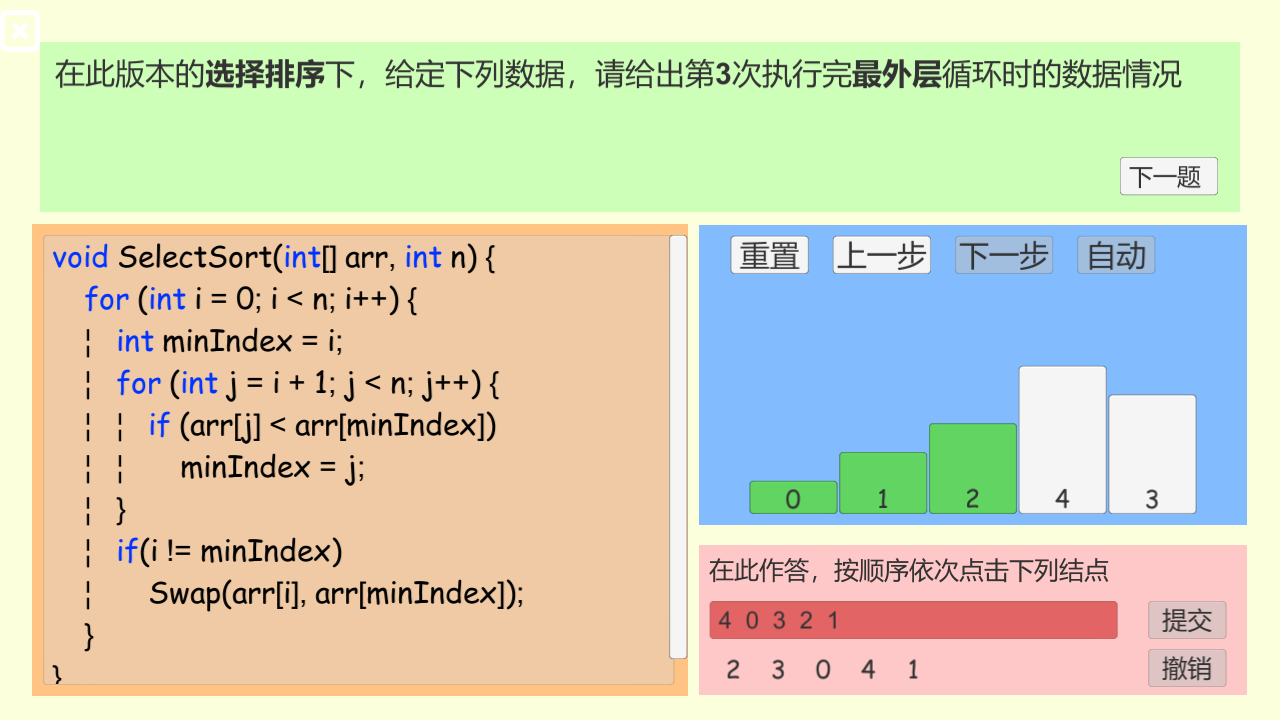 在此版本的选择排序下，给定下列数据，请给出第3次执行完最外层循环时的数据情况
下一题
void SelectSort(int[] arr, int n) {
for (int i = 0; i < n; i++) {
¦ int minIndex = i;
¦ for (int j = i + 1; j < n; j++) {
¦ ¦ if (arr[j] < arr[minIndex])
¦ ¦ minIndex = j;
¦ }
¦ if(i != minIndex)
¦ Swap(arr[i], arr[minIndex]);
}
}
重置 上一步 下一步 自动
0 1 2 4 3
在此作答，按顺序依次点击下列结点
4 0 3 2 1 提交
2 3 0 4 1 撤销